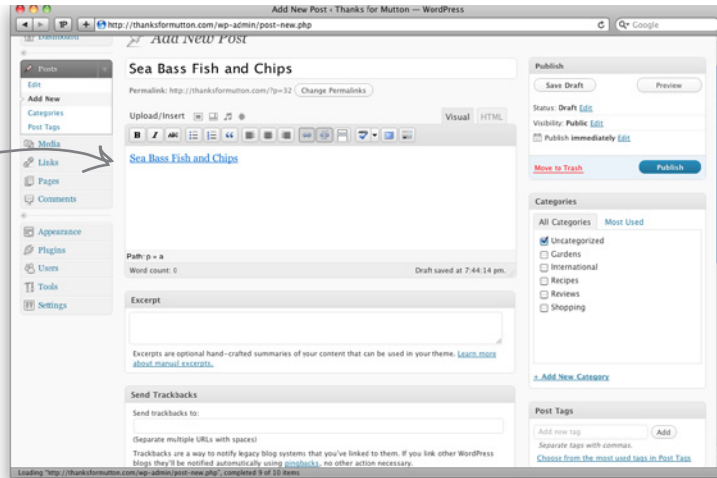 Add New Post ‹ Thanks for Mutton — WordPress
http://thanksformutton.com/wp-admin/post-new.php
Google
Dashboard
Add New Post
Posts
Edit
Add New
Categories
Post Tags
Media
Links
Pages
Comments
Appearance
Plugins
Users
Tools
Settings
Sea Bass Fish and Chips
Permalink: http://thanksformutton.com/?p=32 Change Permalinks
Upload/Insert
Visual HTML
B I ABC
Sea Bass Fish and Chips
Path: p » a
Word count: 0 Draft saved at 7:44:14 pm.
Excerpt
Excerpts are optional hand-crafted summaries of your content that can be used in your theme. Learn more
about manual excerpts.
Send Trackbacks
Send trackbacks to:
(Separate multiple URLs with spaces)
Trackbacks are a way to notify legacy blog systems that you've linked to them. If you link other WordPress
blogs they'll be notified automatically using pingbacks, no other action necessary.
Publish
Save Draft Preview
Status: Draft Edit
Visibility: Public Edit
Publish immediately Edit
Move to Trash Publish
Categories
All Categories Most Used
Uncategorized
Gardens
International
Recipes
Reviews
Shopping
+ Add New Category
Post Tags
Add new tag Add
Separate tags with commas.
Choose from the most used tags in Post Tags
Loading "http://thanksformutton.com/wp-admin/post-new.php", completed 9 of 10 items